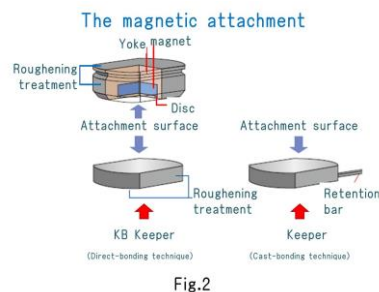 The magnetic attachment
Yoke magnet
Roughening
treatment
Disc
Attachment surface
Attachment surface
Roughening
treatment
Retention
bar
KB Keeper
(Direct-bonding technique)
Keeper
(Cast-bonding technique)
Fig.2